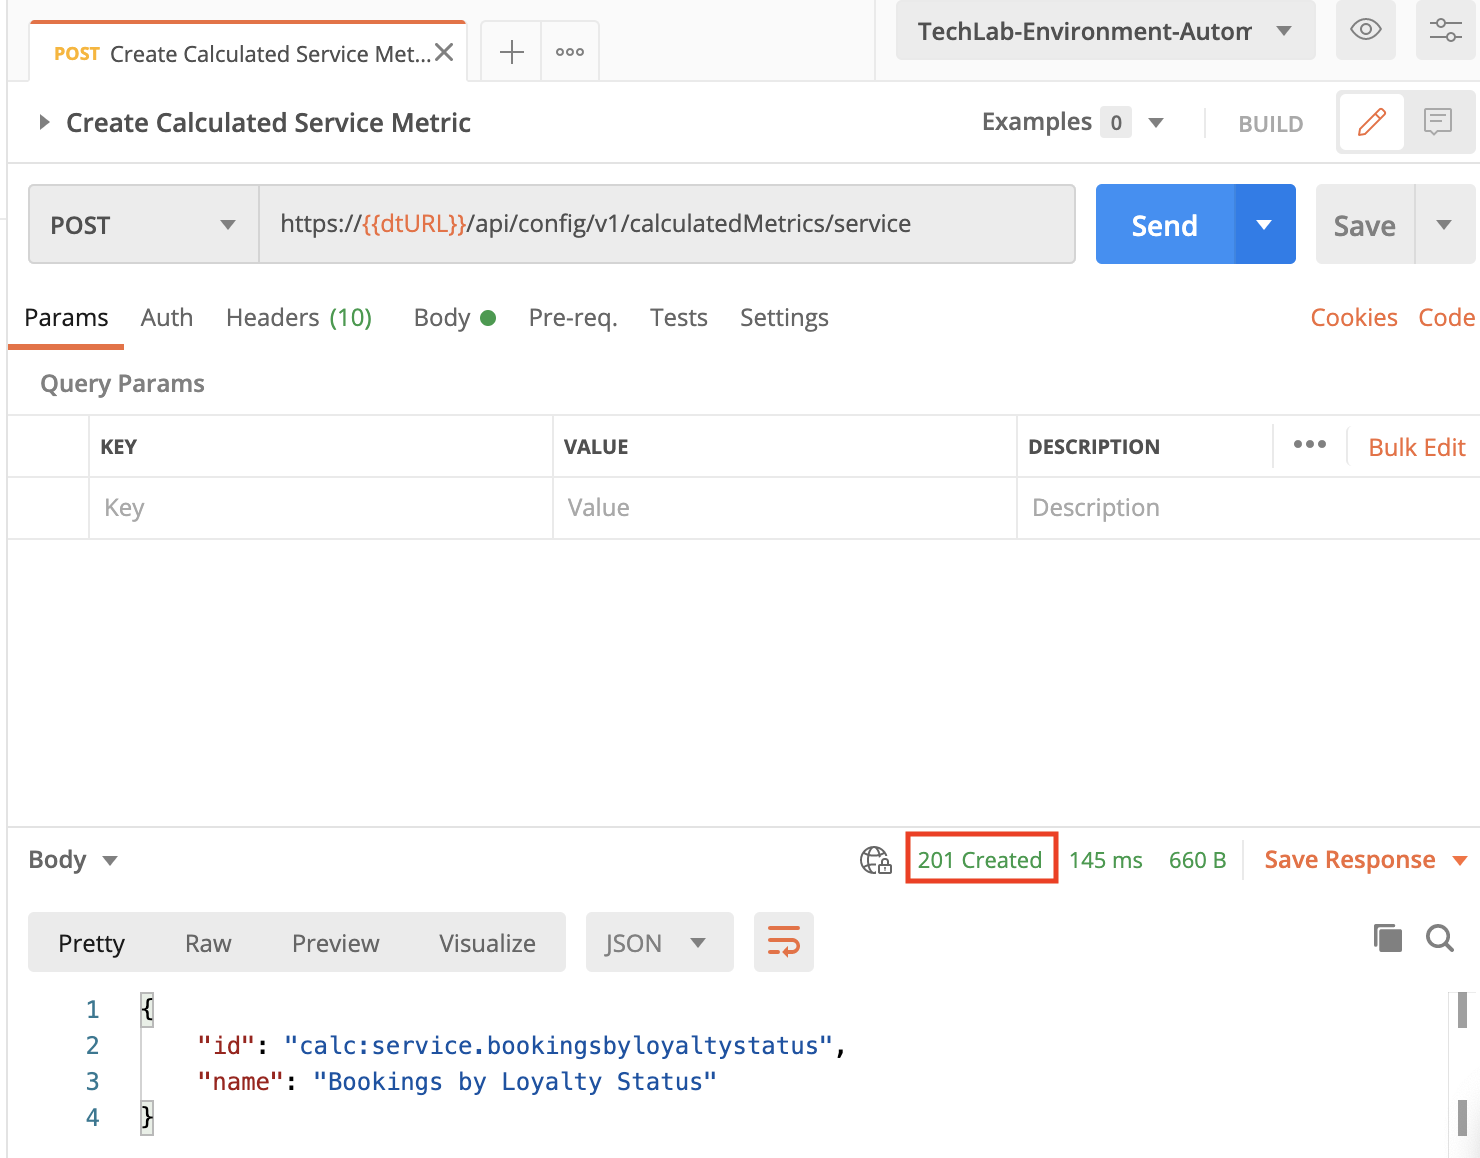 POST Create Calculated Service Met...
TechLab-Environment-Autom
Create Calculated Service Metric
Examples 0
BUILD
POST
https://{{dtURL}}/api/config/v1/calculatedMetrics/service
Send
Save
Params Auth Headers (10) Body Pre-req. Tests Settings Cookies Code
Query Params
KEY VALUE DESCRIPTION Bulk Edit
Key Value Description
Body 201 Created 145 ms 660 B Save Response
Pretty Raw Preview Visualize JSON
1 {
2 "id": "calc:service.bookingsbyloyaltystatus",
3 "name": "Bookings by Loyalty Status"
4 }